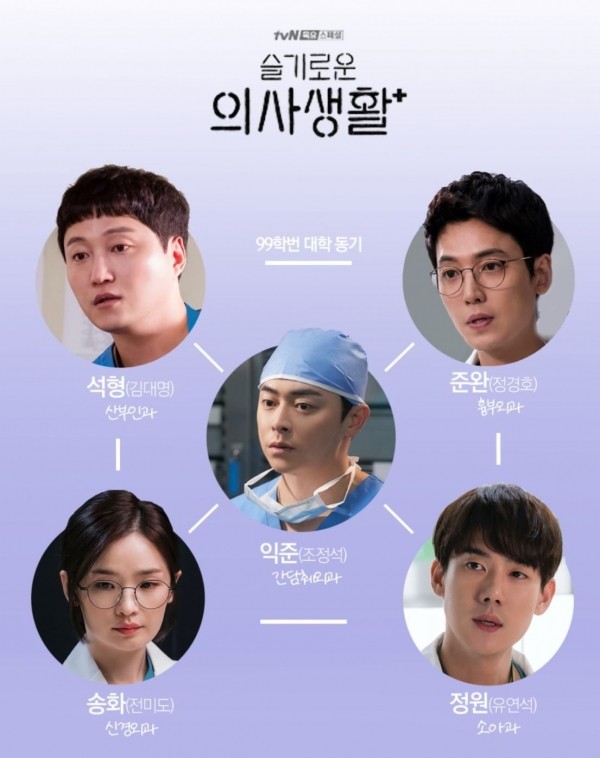 tvN 목요 스페셜
슬기로운
의사생활+
99학번 대학 동기
석형(김대명)
산부인과
준완(정경호)
흉부외과
익준(조정석)
간담췌외과
송화(전미도)
신경외과
정원(유연석)
소아과